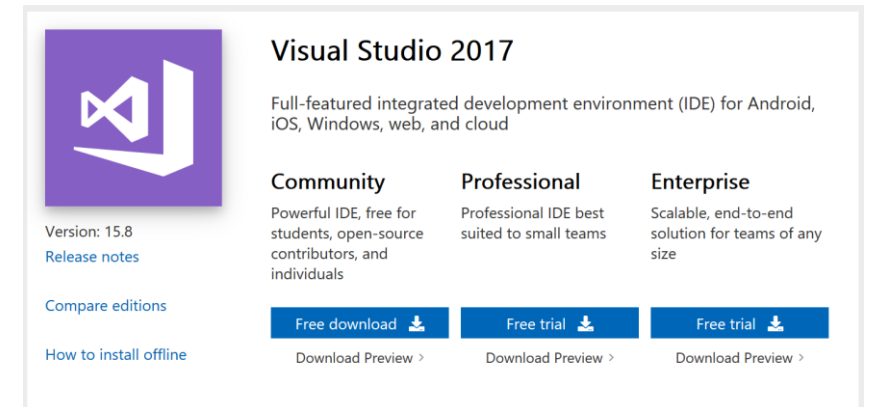 Visual Studio 2017
Full-featured integrated development environment (IDE) for Android,
iOS, Windows, web, and cloud
Community
Powerful IDE, free for
students, open-source
contributors, and
individuals
Free download
Download Preview >
Professional
Professional IDE best
suited to small teams
Free trial
Download Preview >
Enterprise
Scalable, end-to-end
solution for teams of any
size
Free trial
Download Preview >
Version: 15.8
Release notes
Compare editions
How to install offline